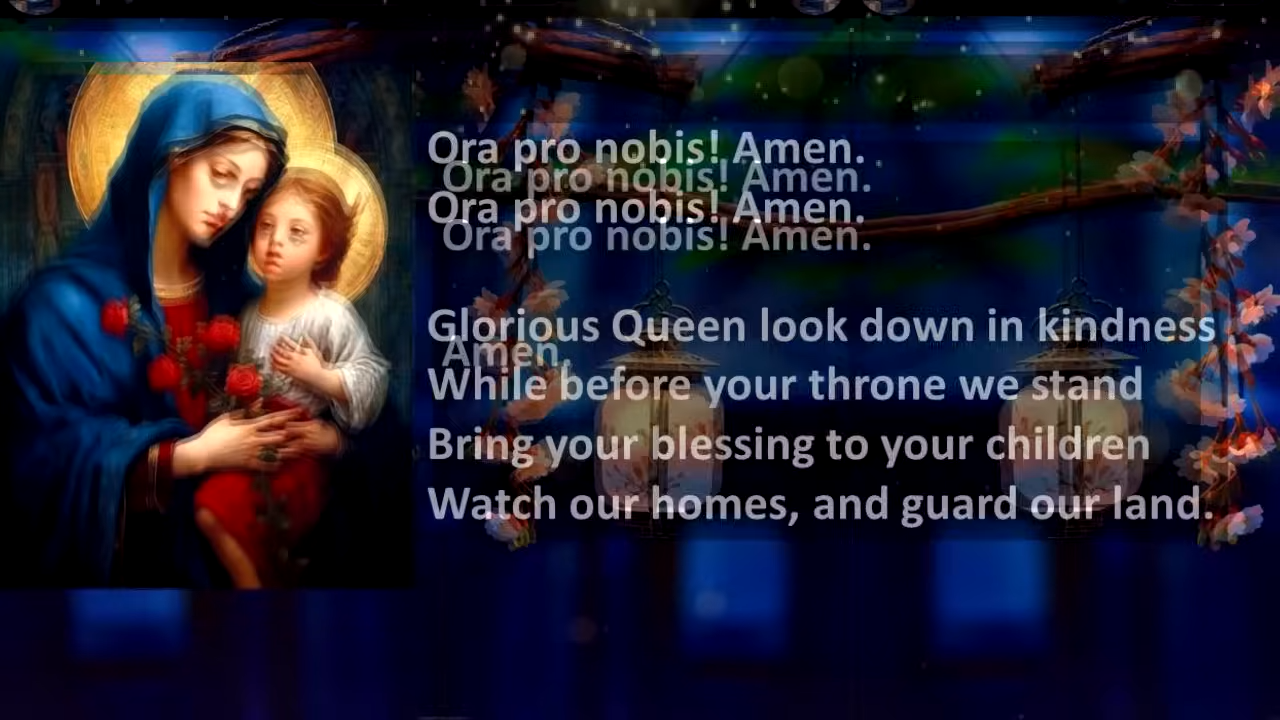 Ora pro nobis! Amen.
Ora pro nobis! Amen.
Ora pro nobis! Amen.
Ora pro nobis! Amen.
Glorious Queen look down in kindness
Amen.
While before your throne we stand
Bring your blessing to your children
Watch our homes, and guard our land.